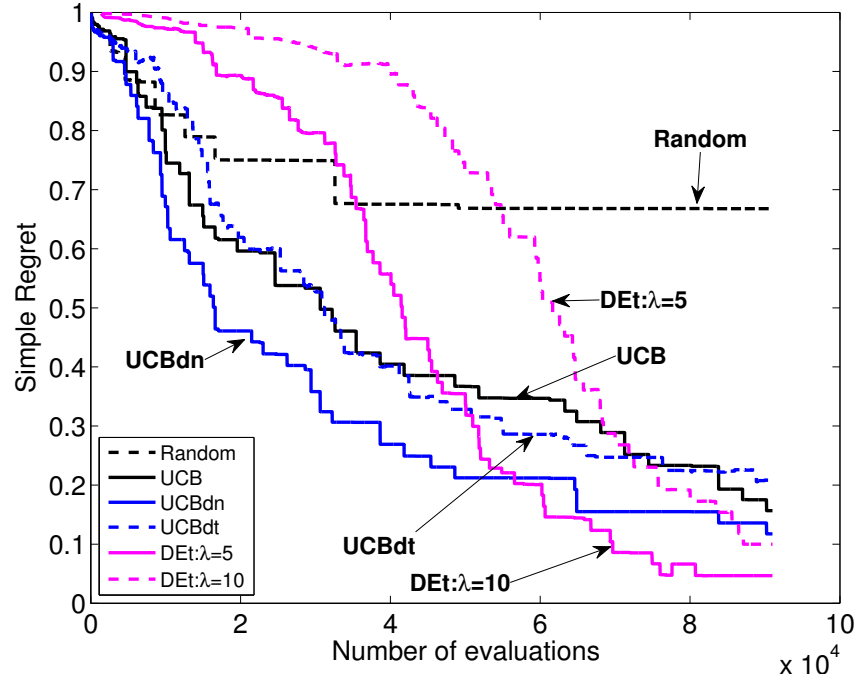 1
0.9
0.8
0.7
0.6
0.5
0.4
0.3
0.2
0.1
0
Simple Regret
Random
DEt:λ=5
UCB
UCBdn
UCBdt
DEt:λ=10
Random
UCB
UCBdn
UCBdt
DEt:λ=5
DEt:λ=10
0 2 4 6 8 10
Number of evaluations
x 10^4